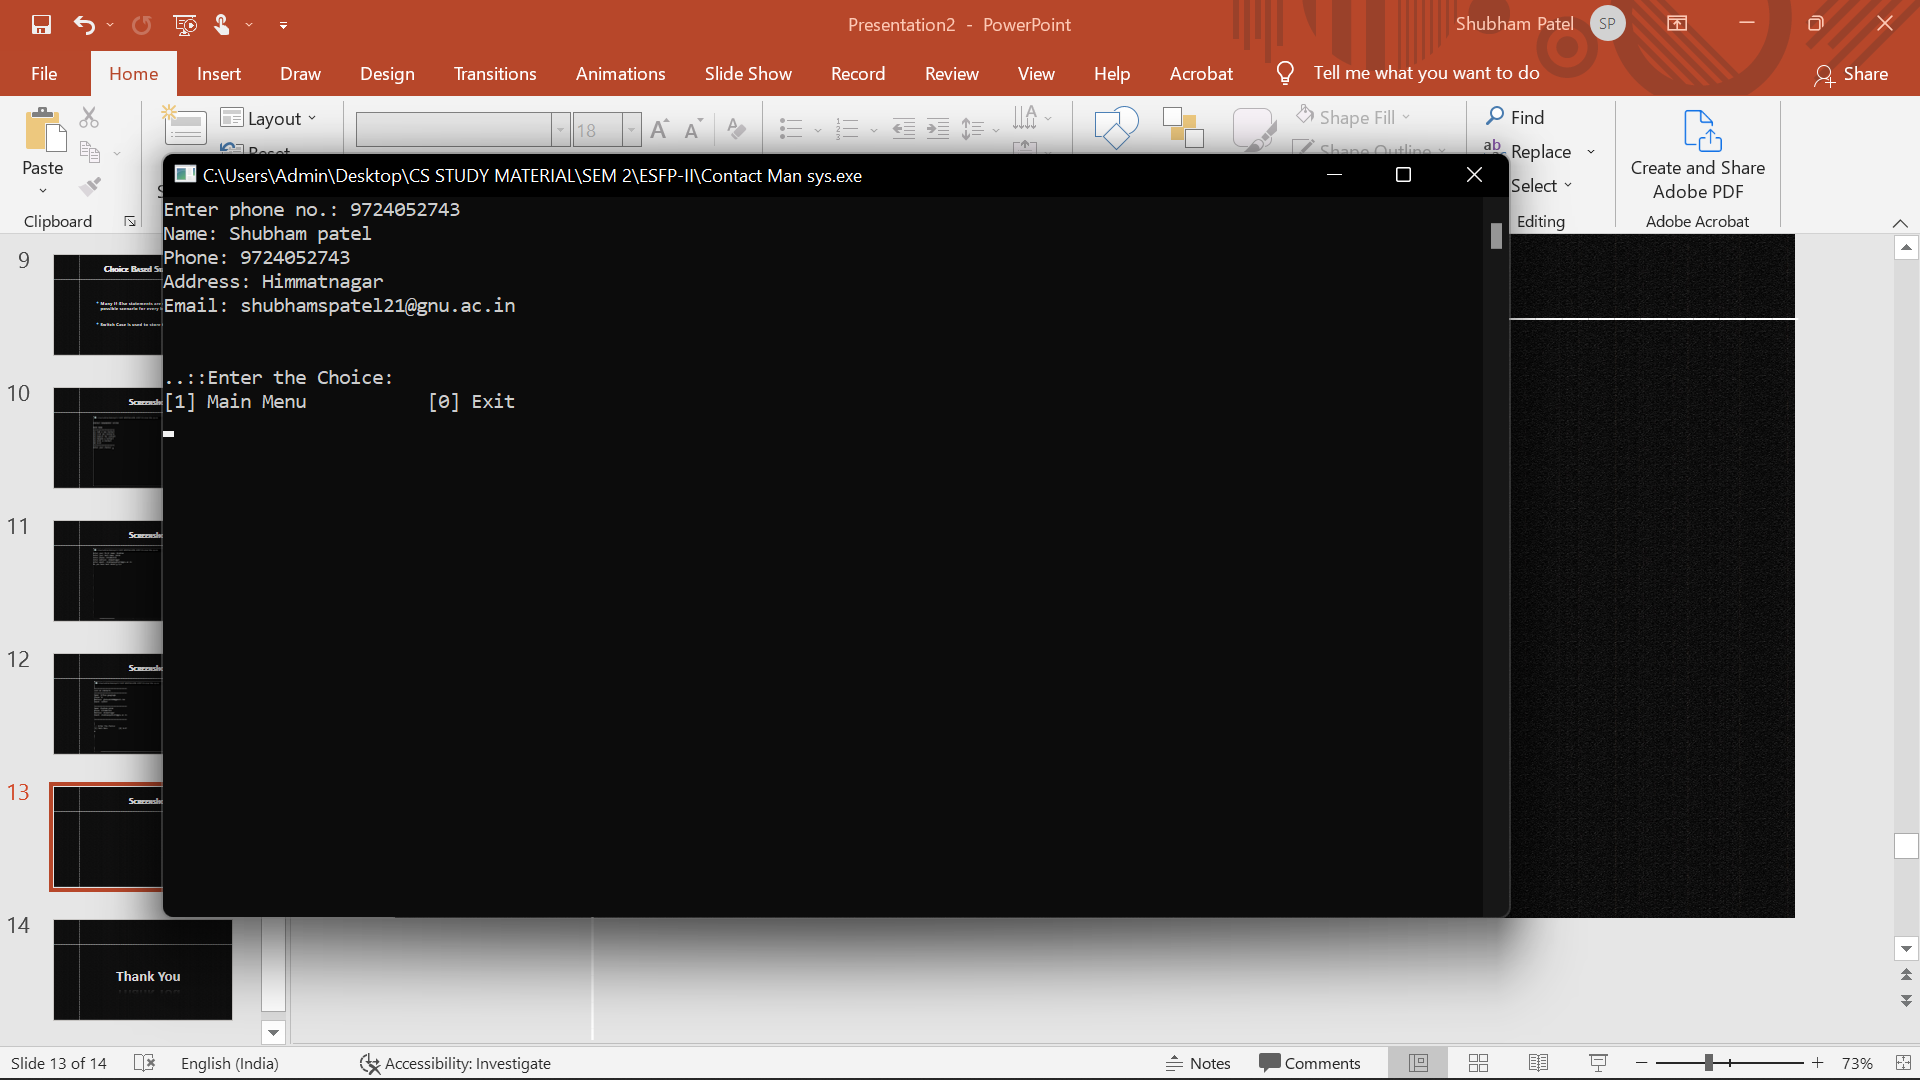 Presentation2 - PowerPoint
Shubham Patel SP
File Home Insert Draw Design Transitions Animations Slide Show Record Review View Help Acrobat Tell me what you want to do Share
Paste
Clipboard
Layout
Reset
18
Shape Fill
Shape Outline
Find
Replace
Select
Editing
Create and Share
Adobe PDF
Adobe Acrobat
C:\Users\Admin\Desktop\CS STUDY MATERIAL\SEM 2\ESFP-II\Contact Man sys.exe
Enter phone no.: 9724052743
Name: Shubham patel
Phone: 9724052743
Address: Himmatnagar
Email: shubhamspatel21@gnu.ac.in
..::Enter the Choice:
[1] Main Menu [0] Exit
9
Choice Based
10
11
12
13
14
Thank You
Slide 13 of 14 English (India) Accessibility: Investigate Notes Comments 73%